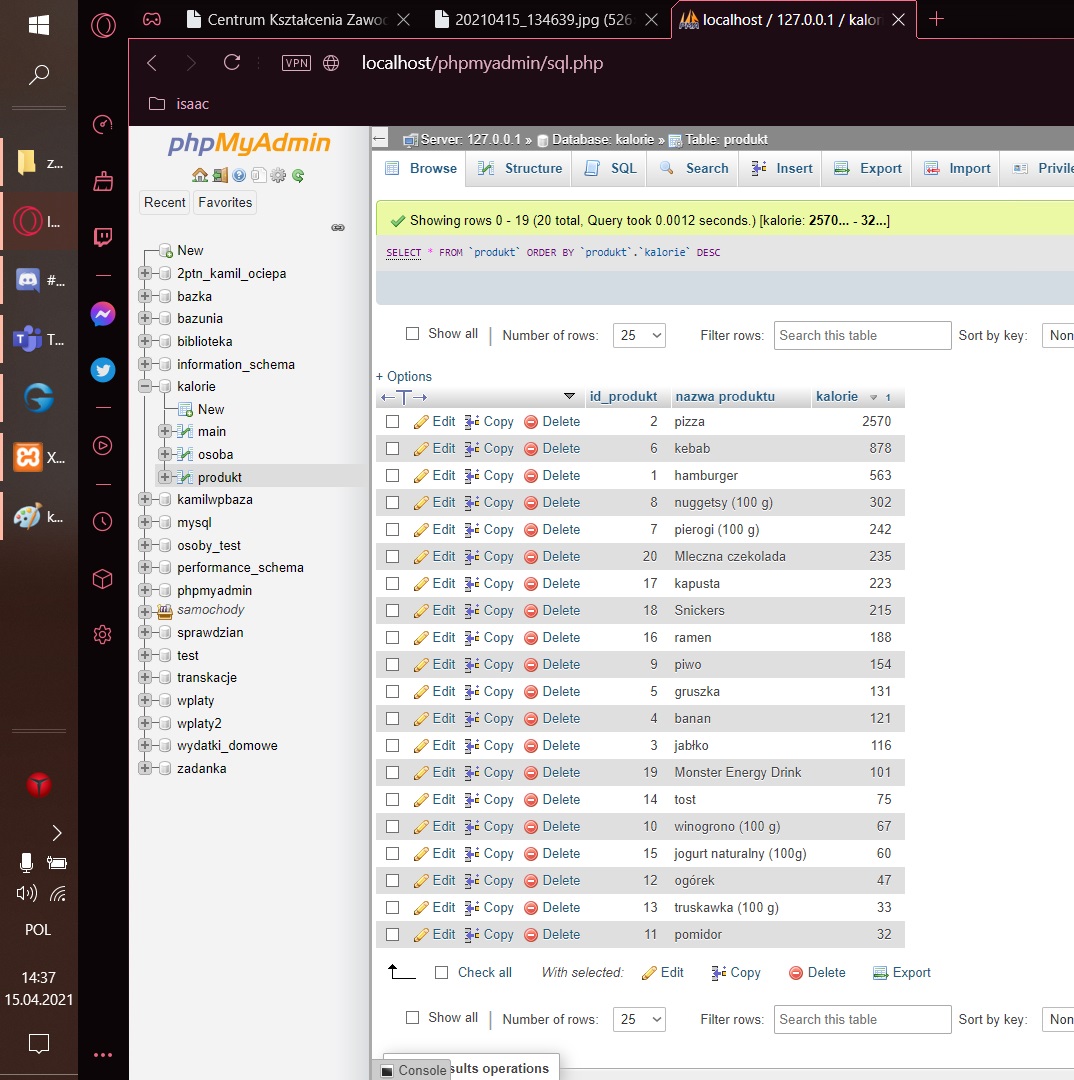 Centrum Kształcenia Zawoc
20210415_134639.jpg (526
localhost / 127.0.0.1 / kalor
VPN
localhost/phpmyadmin/sql.php
isaac
z...
l...
#...
T...
X...
k...
POL
14:37
15.04.2021
phpMyAdmin
Recent
Favorites
New
2ptn_kamil_ociepa
bazka
bazunia
biblioteka
information_schema
kalorie
New
main
osoba
produkt
kamilwpbaza
mysql
osoby_test
performance_schema
phpmyadmin
samochody
sprawdzian
test
transkacje
wplaty
wplaty2
wydatki_domowe
zadanka
Server: 127.0.0.1 » Database: kalorie » Table: produkt
Browse Structure SQL Search Insert Export Import Privile
Showing rows 0 - 19 (20 total, Query took 0.0012 seconds.) [kalorie: 2570... - 32...]
SELECT * FROM `produkt` ORDER BY `produkt`.`kalorie` DESC
Show all | Number of rows: 25 Filter rows: Search this table Sort by key: Non
+ Options
←T→ id_produkt nazwa produktu kalorie 1
Edit Copy Delete 2 pizza 2570
Edit Copy Delete 6 kebab 878
Edit Copy Delete 1 hamburger 563
Edit Copy Delete 8 nuggetsy (100 g) 302
Edit Copy Delete 7 pierogi (100 g) 242
Edit Copy Delete 20 Mleczna czekolada 235
Edit Copy Delete 17 kapusta 223
Edit Copy Delete 18 Snickers 215
Edit Copy Delete 16 ramen 188
Edit Copy Delete 9 piwo 154
Edit Copy Delete 5 gruszka 131
Edit Copy Delete 4 banan 121
Edit Copy Delete 3 jabłko 116
Edit Copy Delete 19 Monster Energy Drink 101
Edit Copy Delete 14 tost 75
Edit Copy Delete 10 winogrono (100 g) 67
Edit Copy Delete 15 jogurt naturalny (100g) 60
Edit Copy Delete 12 ogórek 47
Edit Copy Delete 13 truskawka (100 g) 33
Edit Copy Delete 11 pomidor 32
Check all With selected: Edit Copy Delete Export
Show all | Number of rows: 25 Filter rows: Search this table Sort by key: Non
Console sults operations